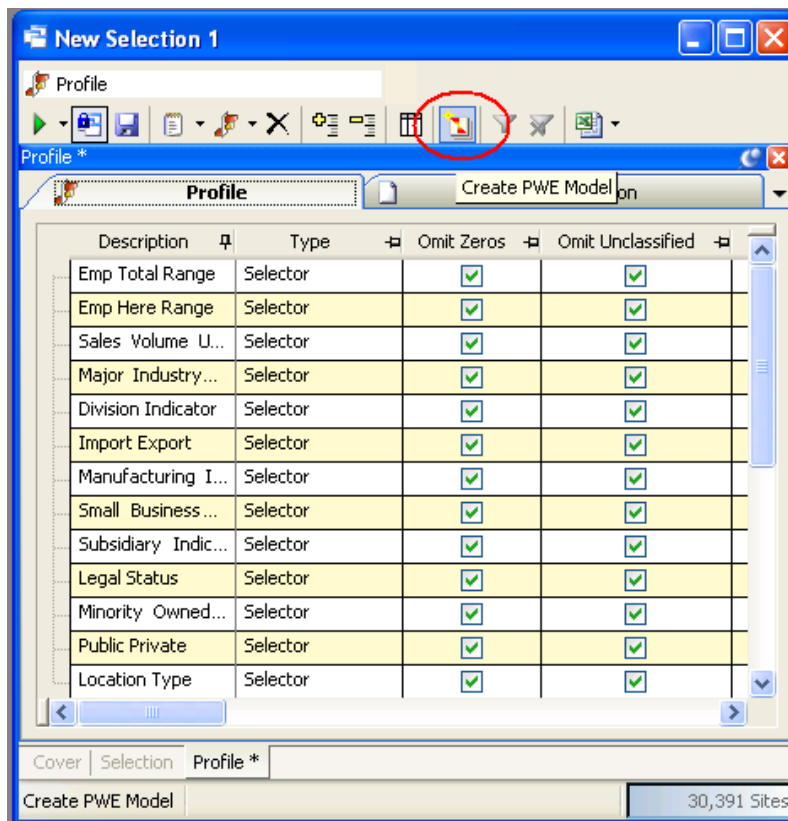 New Selection 1
Profile
Profile *
Profile on
Create PWE Model
Description Type Omit Zeros Omit Unclassified
Emp Total Range Selector
Emp Here Range Selector
Sales Volume U... Selector
Major Industry... Selector
Division Indicator Selector
Import Export Selector
Manufacturing I... Selector
Small Business ... Selector
Subsidiary Indic... Selector
Legal Status Selector
Minority Owned... Selector
Public Private Selector
Location Type Selector
Cover Selection Profile *
Create PWE Model 30,391 Sites